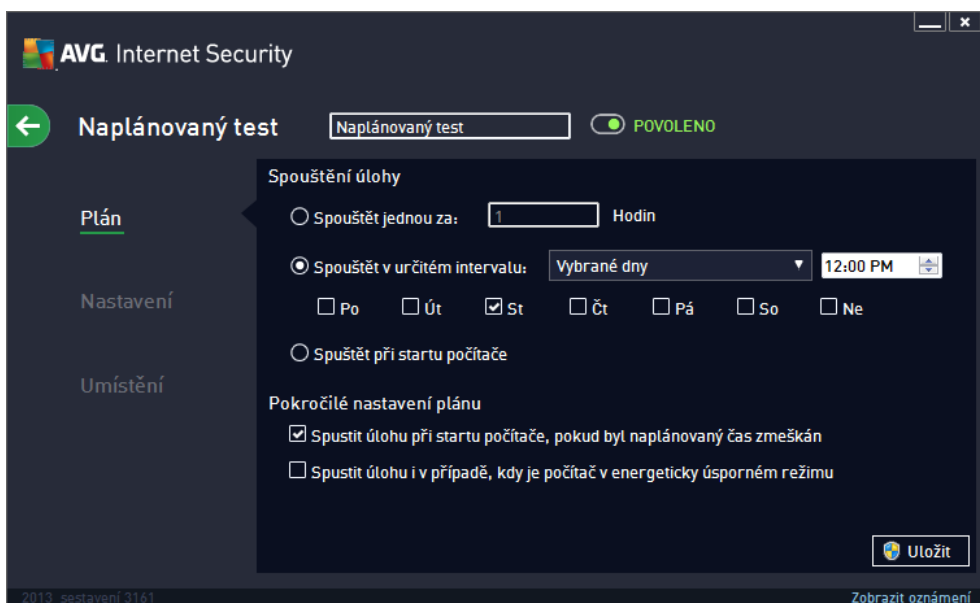 AVG. Internet Security
Naplánovaný test
Naplánovaný test
POVOLENO
Plán
Nastavení
Umístění
Spouštění úlohy
Spouštět jednou za:
1
Hodin
Spouštět v určitém intervalu:
Vybrané dny
12:00 PM
Po Út St Čt Pá So Ne
Spuštět při startu počítače
Pokročilé nastavení plánu
Spustit úlohu při startu počítače, pokud byl naplánovaný čas zmeškán
Spustit úlohu i v případě, kdy je počítač v energeticky úsporném režimu
Uložit
2013 sestavení 3161
Zobrazit oznámení